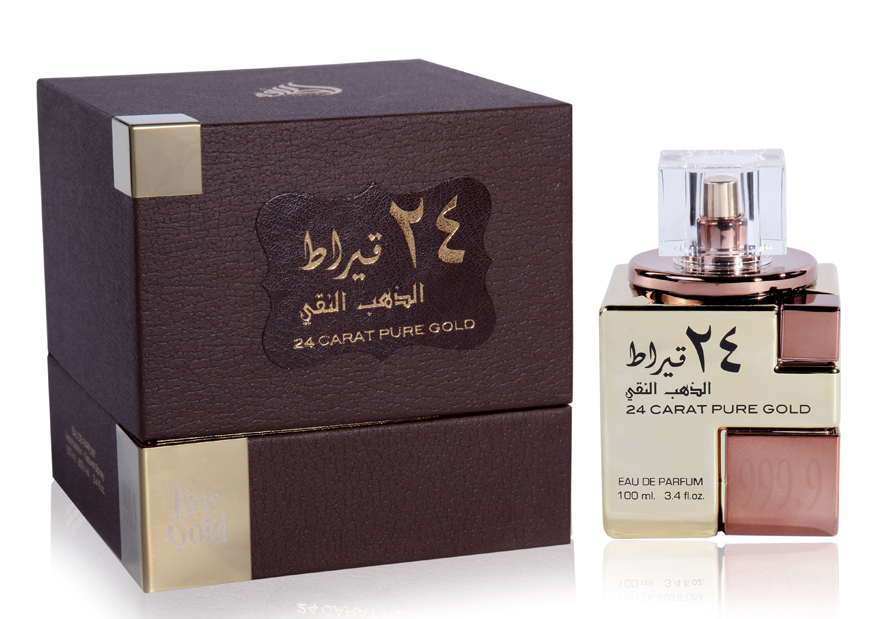 ٢٤ قيراط
الذهب النقي
24 CARAT PURE GOLD
Fine
Gold
٢٤ قيراط
الذهب النقي
24 CARAT PURE GOLD
EAU DE PARFUM
100 ml. 3.4 fl.oz.
999.9